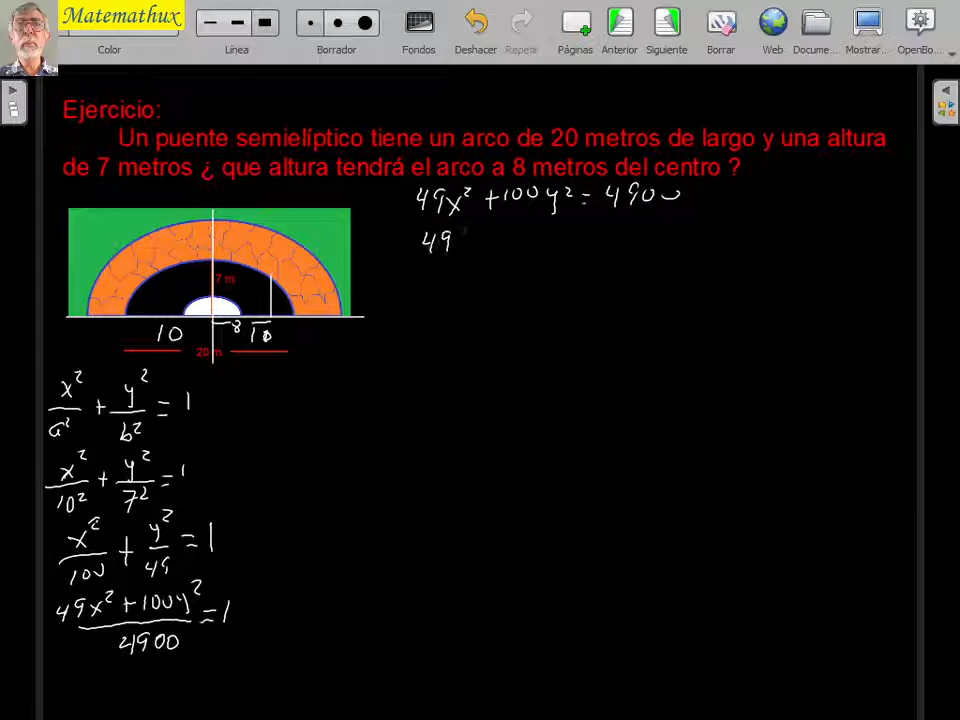 Matemathux
Color
Línea
Borrador
Fondos
Deshacer
Repetir
Páginas
Anterior
Siguiente
Borrar
Web
Docume...
Mostrar...
OpenBo...
Ejercicio:
Un puente semielíptico tiene un arco de 20 metros de largo y una altura
de 7 metros ¿ que altura tendrá el arco a 8 metros del centro ?
49x² + 100y² = 4900
49
7 m
10
8
10
20 m
x²/a² + y²/b² = 1
x²/10² + y²/7² = 1
x²/100 + y²/49 = 1
49x² + 100y²/4900 = 1